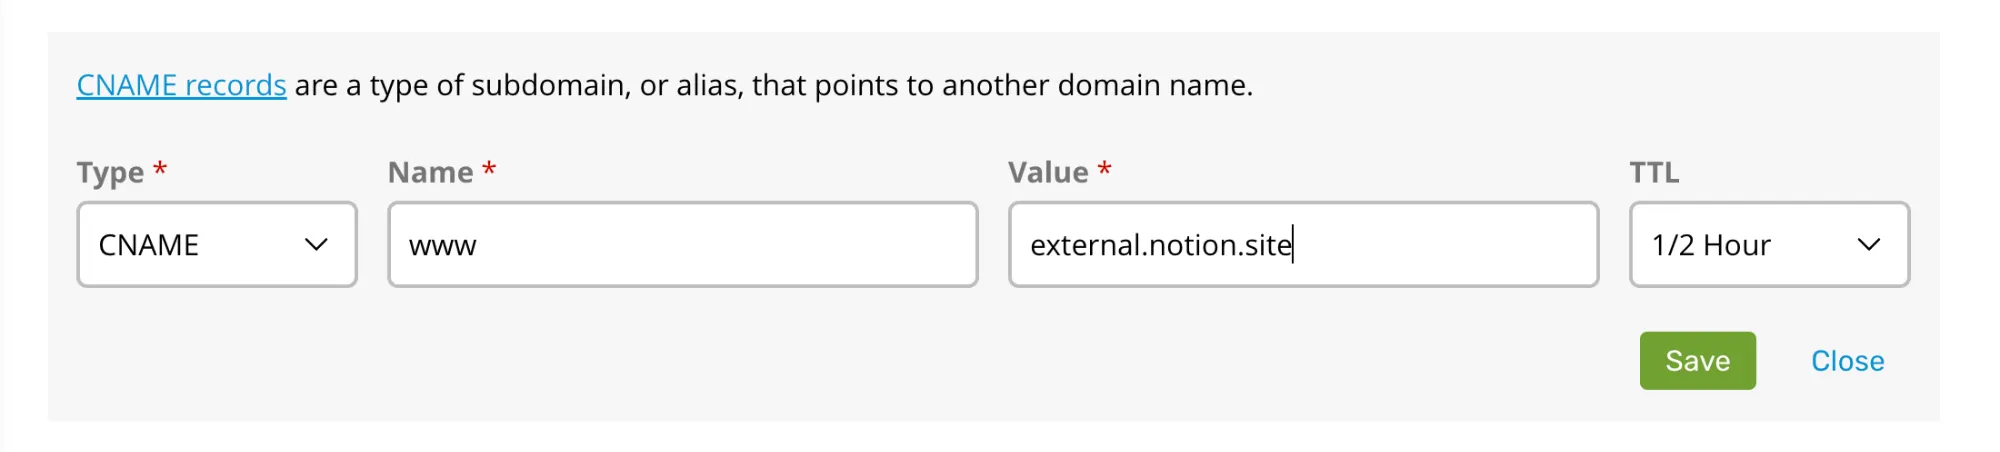 CNAME records are a type of subdomain, or alias, that points to another domain name.
Type * Name * Value * TTL
CNAME www external.notion.site 1/2 Hour
Save Close